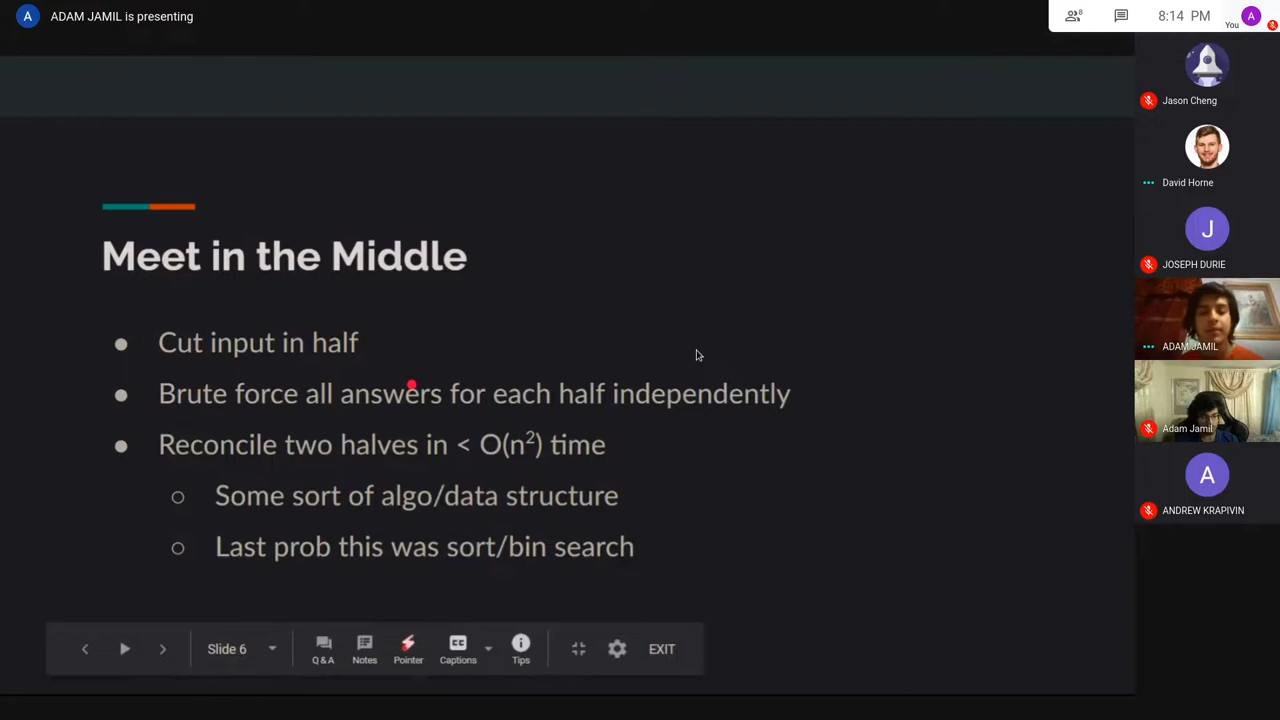 A ADAM JAMIL is presenting
8
8:14 PM
You
A
Jason Cheng
David Horne
J
JOSEPH DURIE
ADAM JAMIL
Adam Jamil
A
ANDREW KRAPIVIN
Meet in the Middle
● Cut input in half
● Brute force all answers for each half independently
● Reconcile two halves in < O(n²) time
○ Some sort of algo/data structure
○ Last prob this was sort/bin search
Slide 6
Q&A
Notes
Pointer
CC
Captions
Tips
EXIT